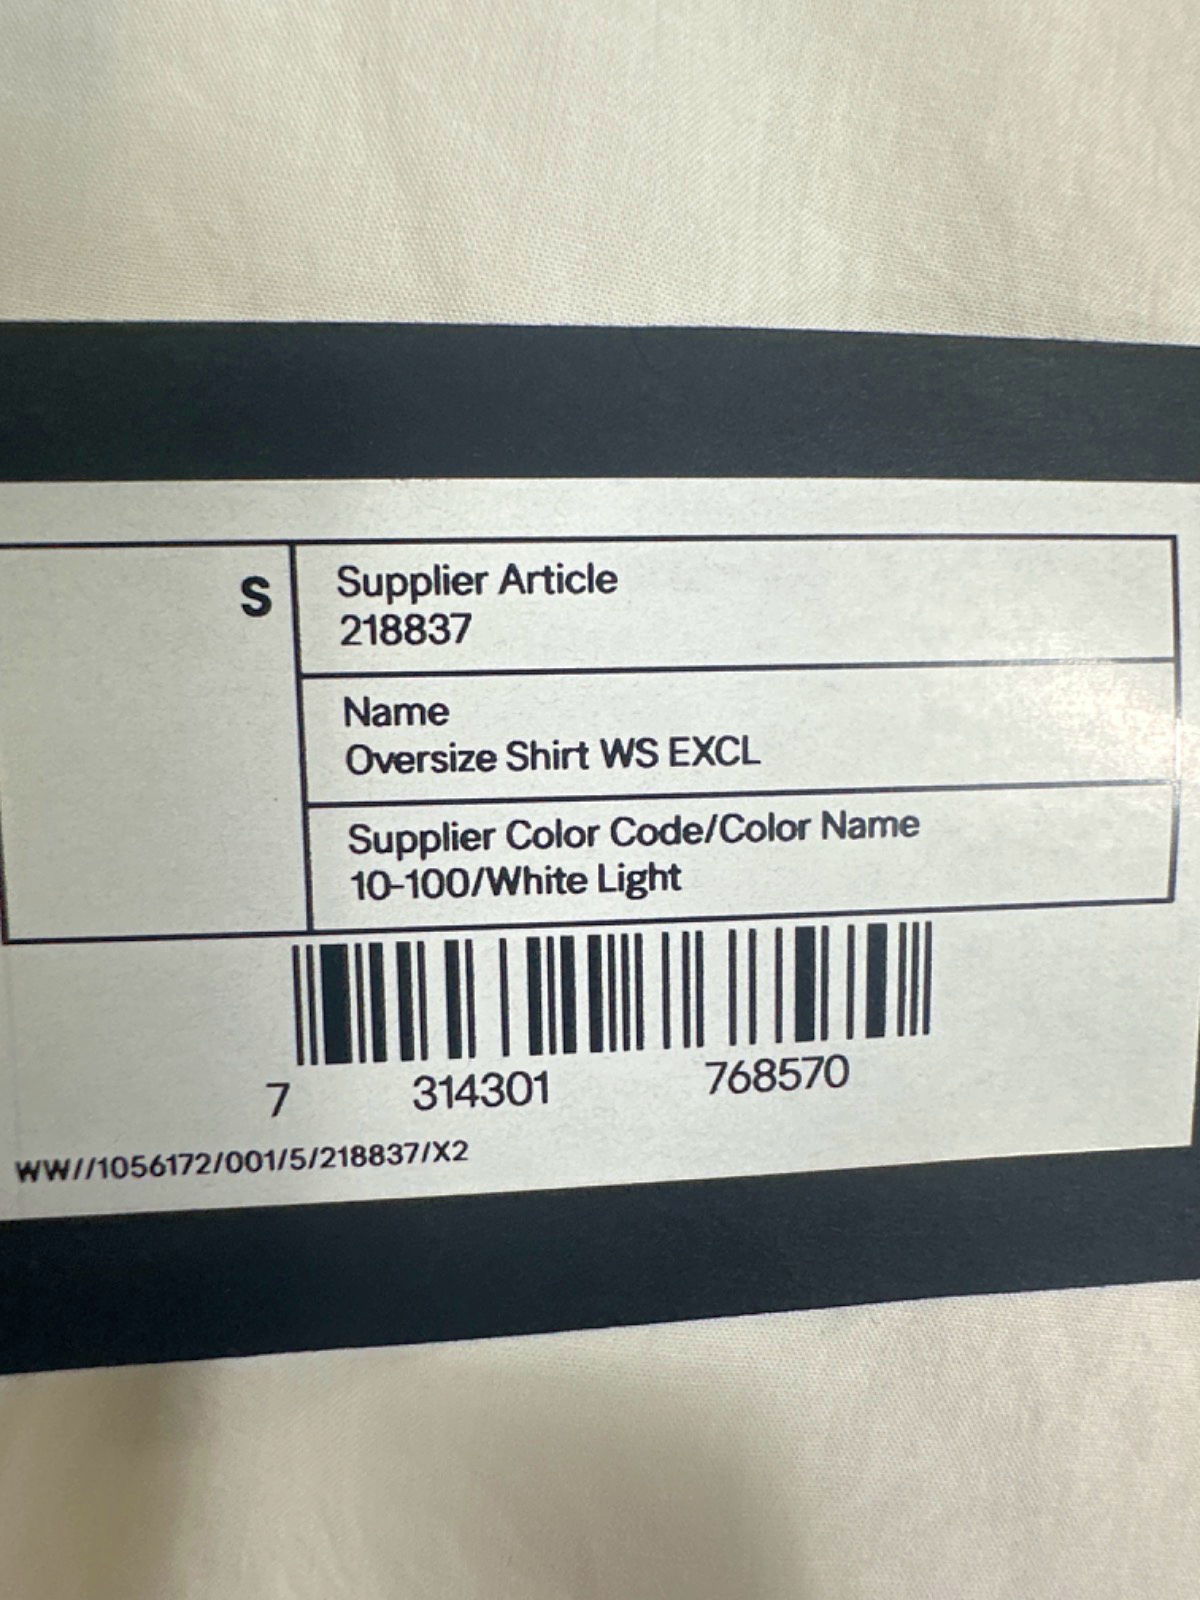 S
Supplier Article
218837
Name
Oversize Shirt WS EXCL
Supplier Color Code/Color Name
10-100/White Light
7 314301 768570
WW//1056172/001/5/218837/X2